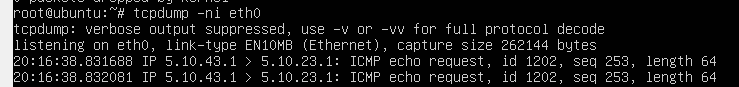 root@ubuntu:~# tcpdump -ni eth0
tcpdump: verbose output suppressed, use -v or -vv for full protocol decode
listening on eth0, link-type EN10MB (Ethernet), capture size 262144 bytes
20:16:38.831688 IP 5.10.43.1 > 5.10.23.1: ICMP echo request, id 1202, seq 253, length 64
20:16:38.832081 IP 5.10.43.1 > 5.10.23.1: ICMP echo request, id 1202, seq 253, length 64